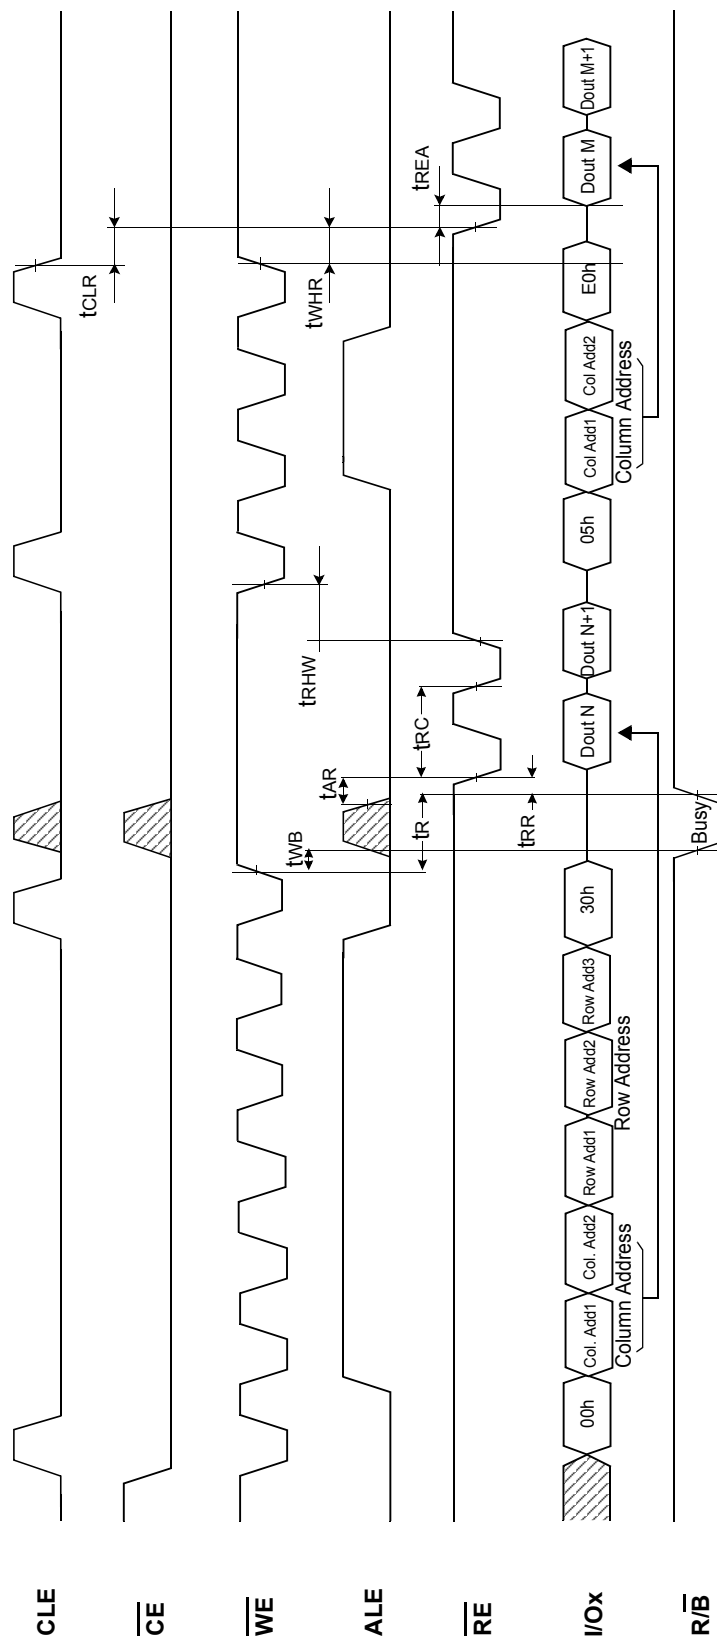 CLE
CE
tCLR
WE
tWB
tRHW
tWHR
ALE
tAR
RE
tR
tRC
tRR
tREA
I/Ox
00h
Col. Add1
Col. Add2
Row Add1
Row Add2
Row Add3
30h
Dout N
Dout N+1
05h
Col Add1
Col Add2
E0h
Dout M
Dout M+1
Column Address
Row Address
Column Address
R/B
Busy